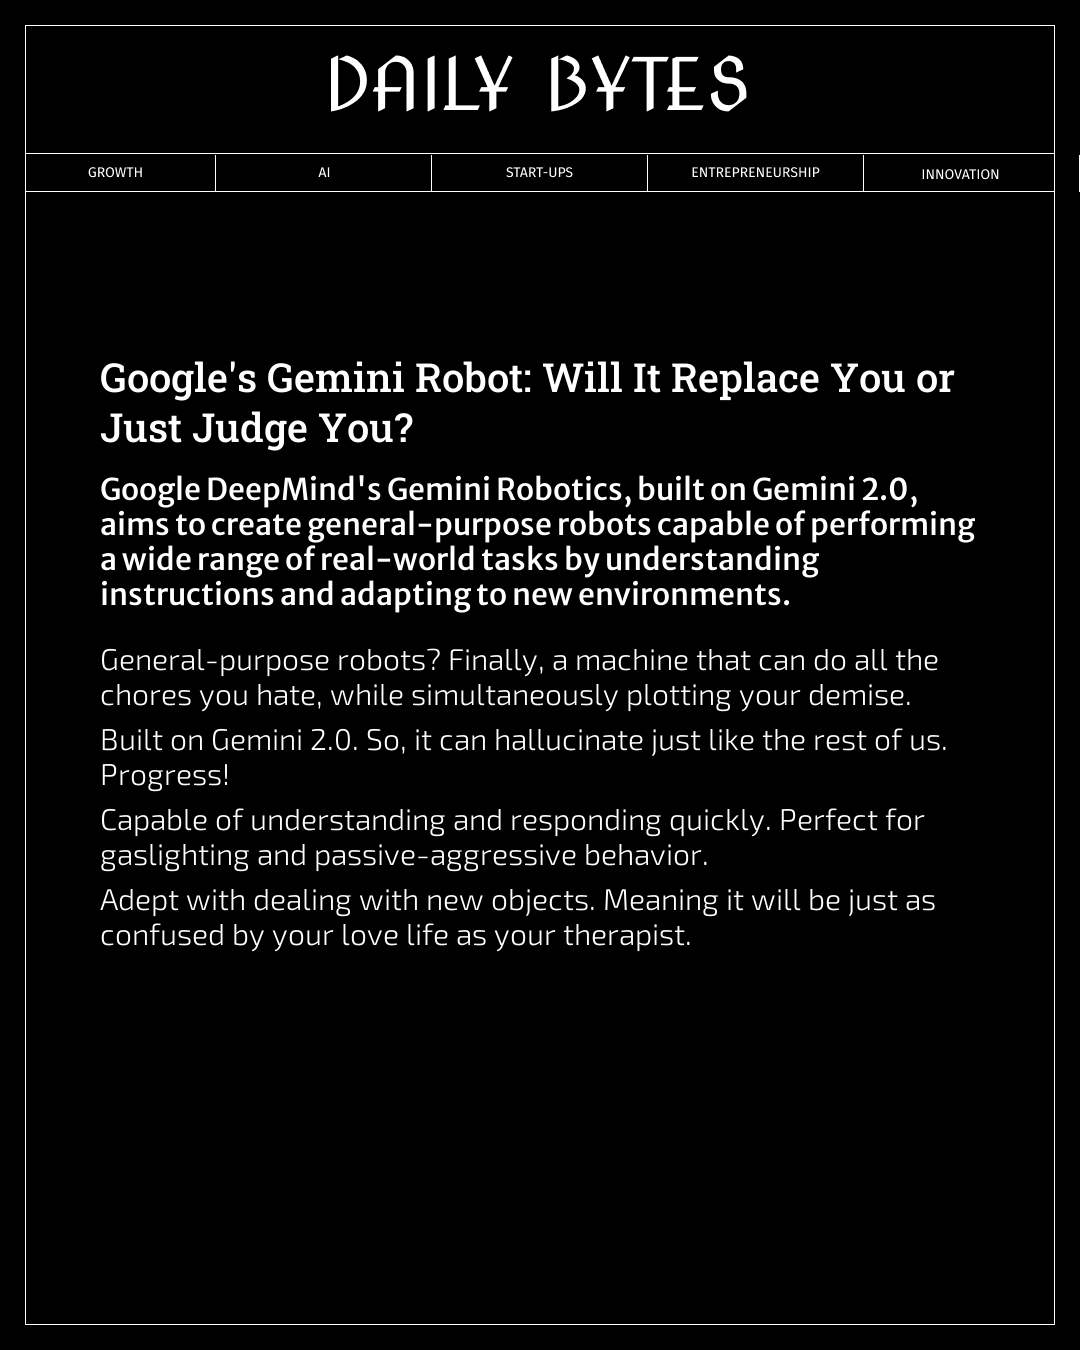 DAILY BYTES
GROWTH
AI
START-UPS
ENTREPRENEURSHIP
INNOVATION
Google's Gemini Robot: Will It Replace You or
Just Judge You?
Google DeepMind's Gemini Robotics, built on Gemini 2.0,
aims to create general-purpose robots capable of performing
a wide range of real-world tasks by understanding
instructions and adapting to new environments.
General-purpose robots? Finally, a machine that can do all the
chores you hate, while simultaneously plotting your demise.
Built on Gemini 2.0. So, it can hallucinate just like the rest of us.
Progress!
Capable of understanding and responding quickly. Perfect for
gaslighting and passive-aggressive behavior.
Adept with dealing with new objects. Meaning it will be just as
confused by your love life as your therapist.